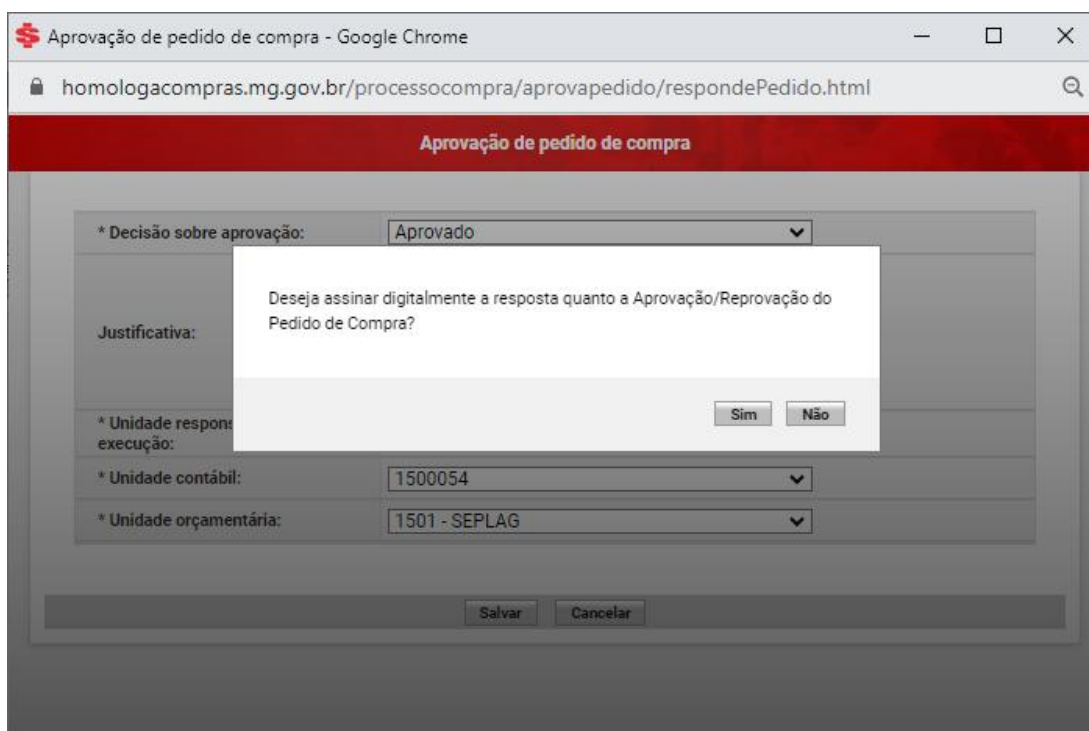 Aprovação de pedido de compra - Google Chrome
homologacompras.mg.gov.br/processocompra/aprovapedido/respondePedido.html
Aprovação de pedido de compra
* Decisão sobre aprovação: Aprovado
Deseja assinar digitalmente a resposta quanto a Aprovação/Reprovação do
Pedido de Compra?
Justificativa:
Sim Não
* Unidade
execução:
* Unidade contábil: 1500054
* Unidade orçamentária: 1501 - SEPLAG
Salvar Cancelar